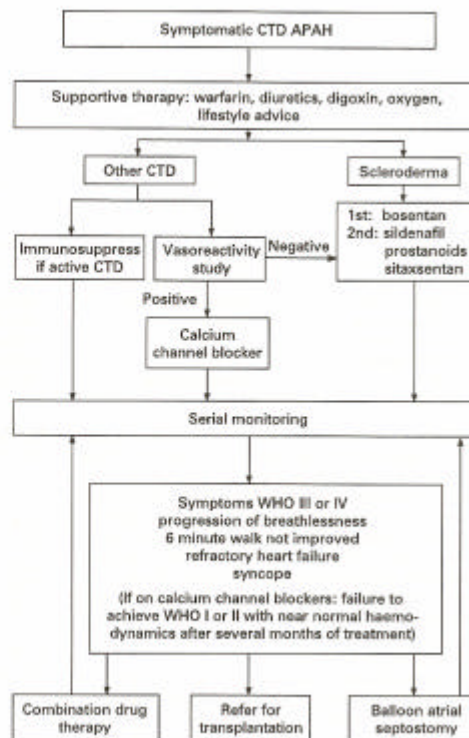 Symptomatic CTD APAH
Supportive therapy: warfarin, diuretics, digoxin, oxygen,
lifestyle advice
Other CTD
Scleroderma
Immunosuppress
if active CTD
Vasoreactivity
study
Negative
1st: bosentan
2nd: sildenafil
prostanoids
sitaxsentan
Positive
Calcium
channel blocker
Serial monitoring
Symptoms WHO III or IV
progression of breathlessness
6 minute walk not improved
refractory heart failure
syncope
(If on calcium channel blockers: failure to
achieve WHO I or II with near normal haemo-
dynamics after several months of treatment)
Combination drug
therapy
Refer for
transplantation
Balloon atrial
septostomy